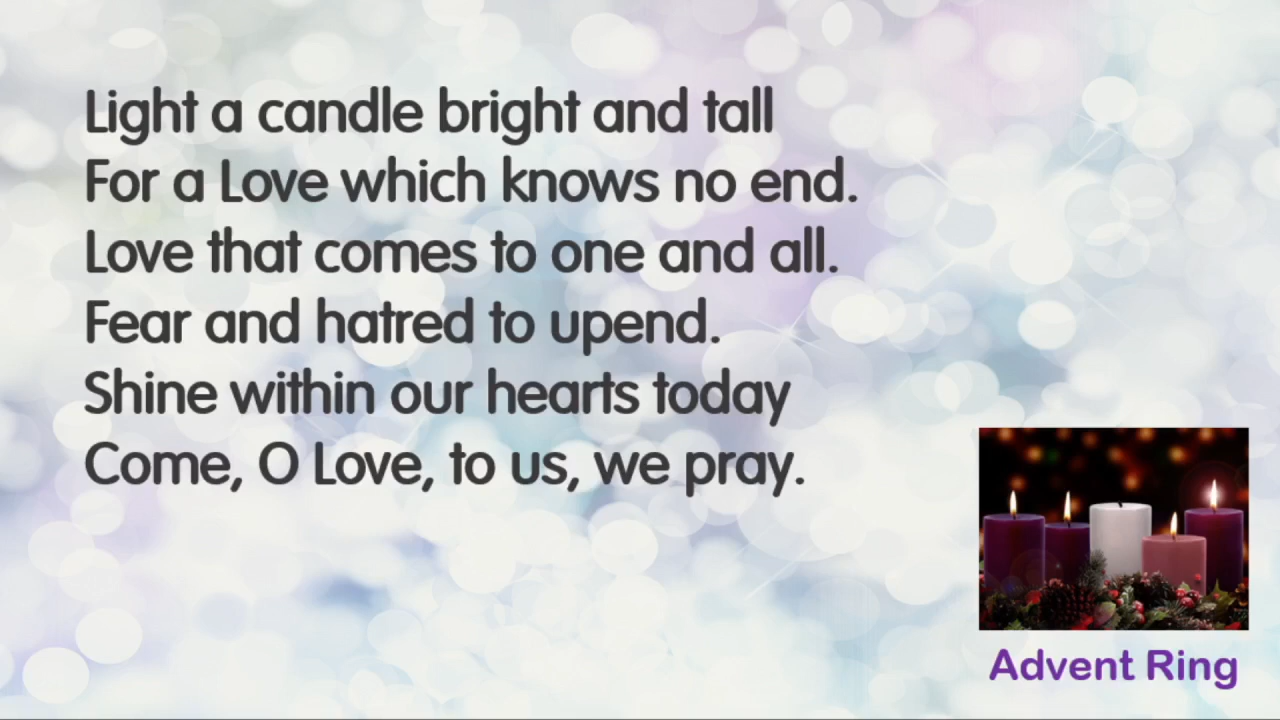 Light a candle bright and tall
For a Love which knows no end.
Love that comes to one and all.
Fear and hatred to upend.
Shine within our hearts today
Come, O Love, to us, we pray.
Advent Ring